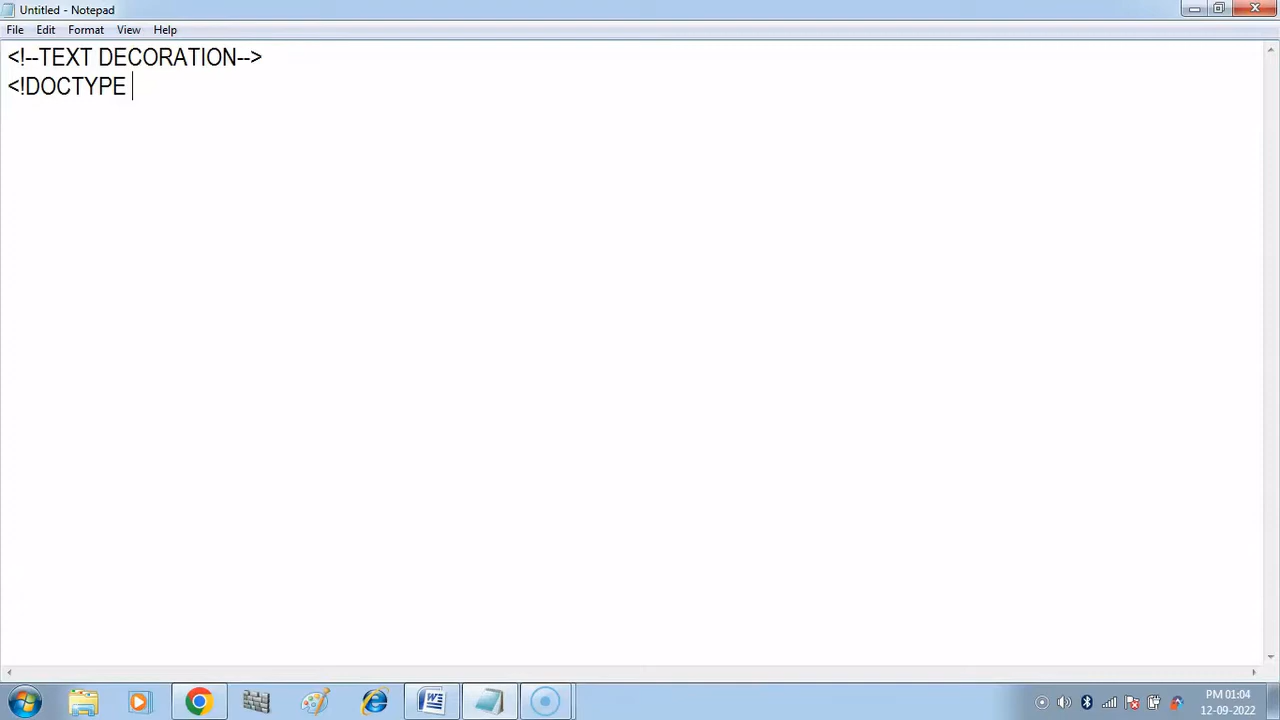 Untitled - Notepad
File Edit Format View Help
<!--TEXT DECORATION-->
<!DOCTYPE
PM 01:04
12-09-2022